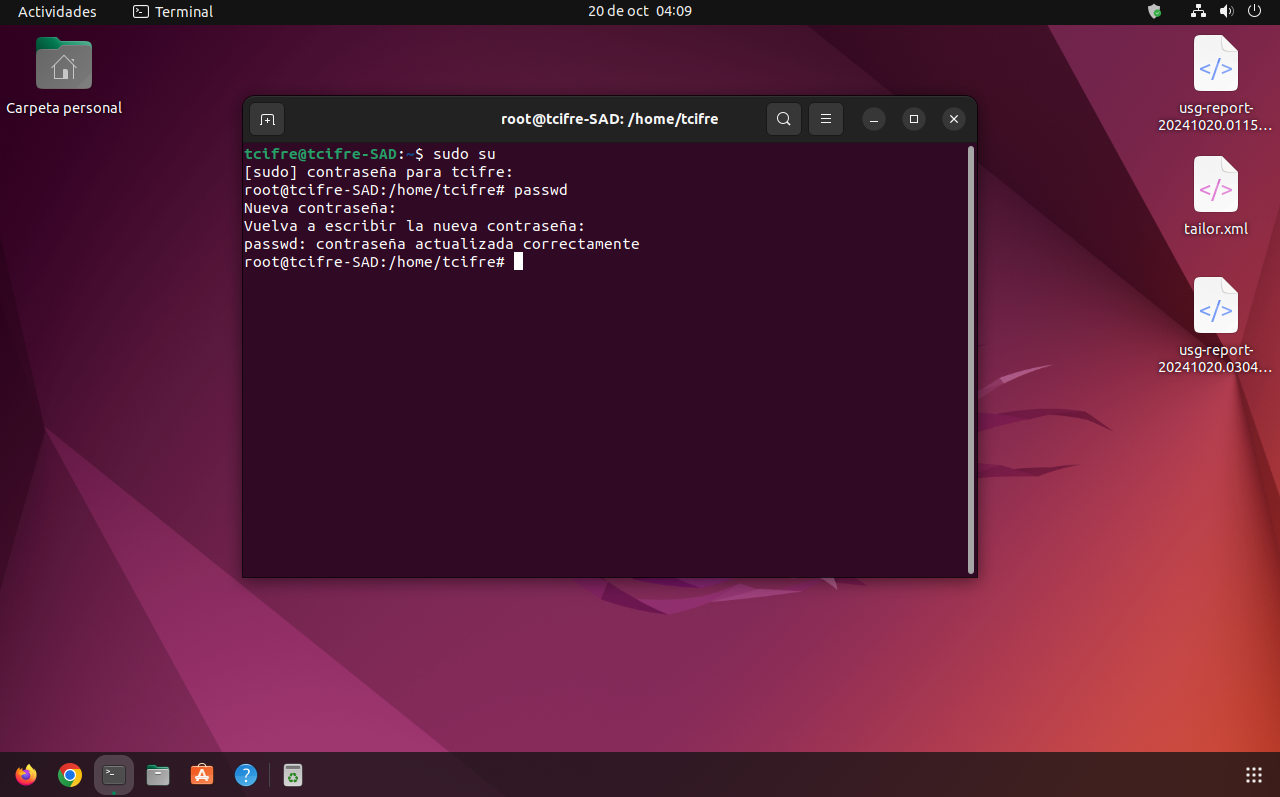 Actividades
Terminal
20 de oct 04:09
Carpeta personal
root@tcifre-SAD: /home/tcifre
tcifre@tcifre-SAD:~$ sudo su
[sudo] contraseña para tcifre:
root@tcifre-SAD:/home/tcifre# passwd
Nueva contraseña:
Vuelva a escribir la nueva contraseña:
passwd: contraseña actualizada correctamente
root@tcifre-SAD:/home/tcifre#
usg-report-
20241020.0115…
tailor.xml
usg-report-
20241020.0304…